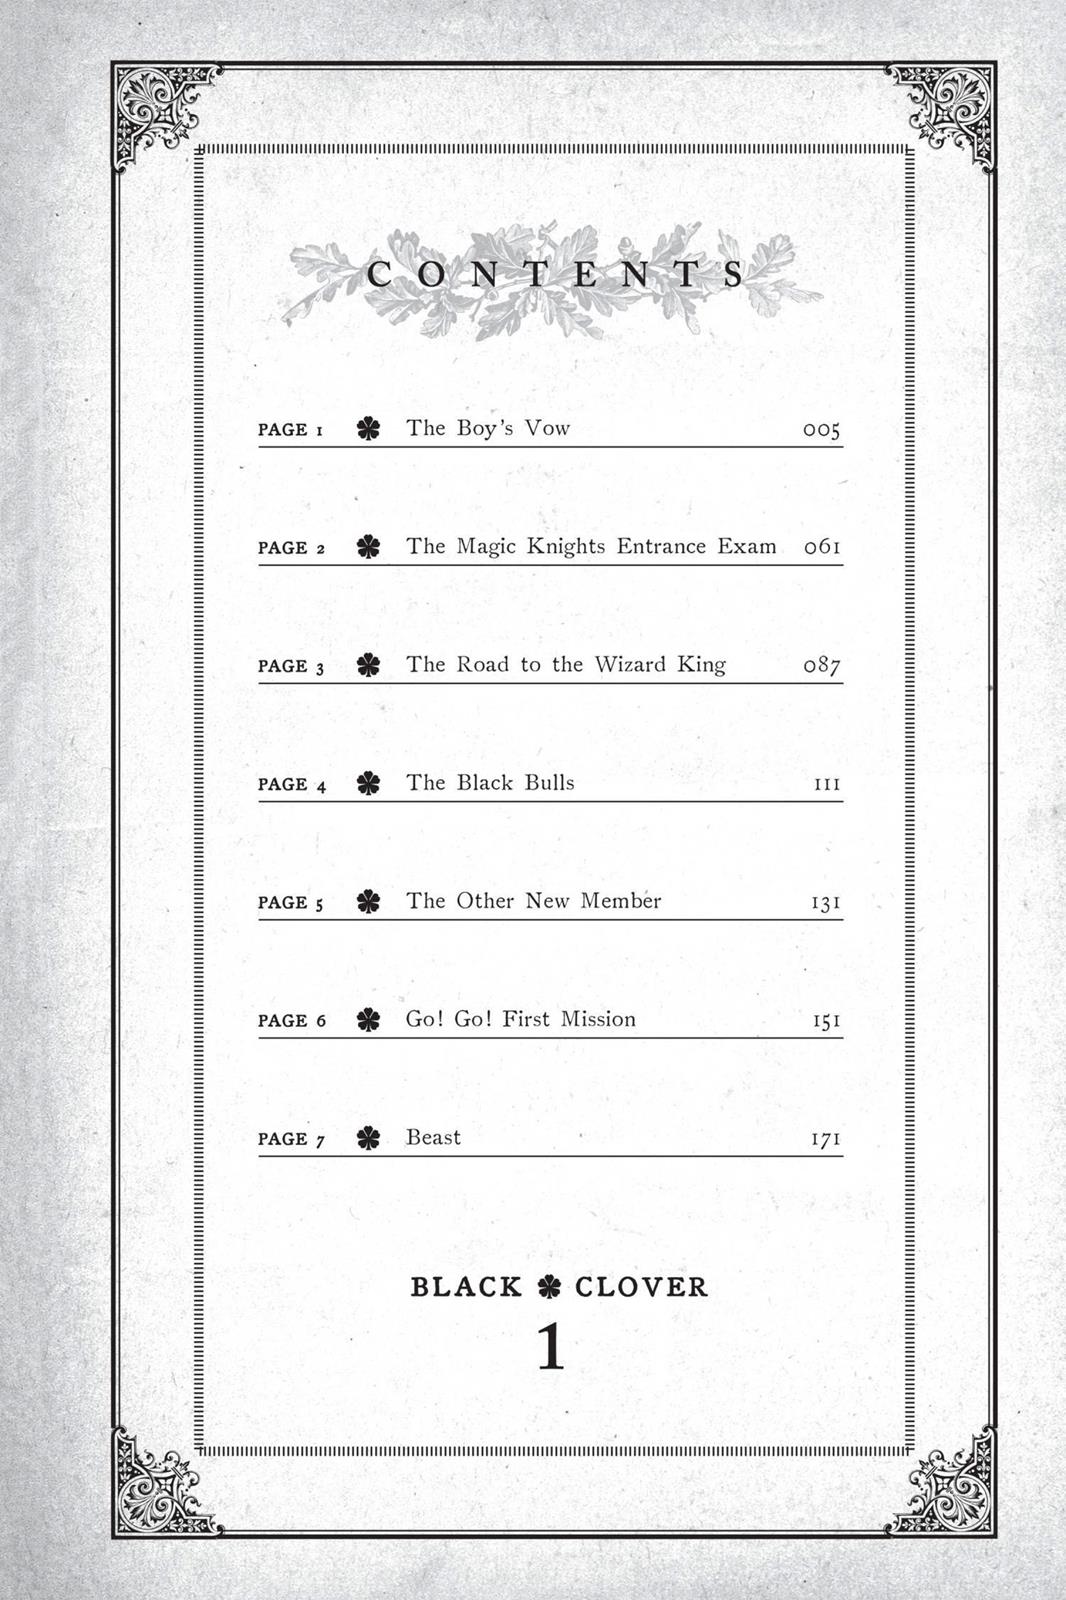 CONTENTS
PAGE 1 The Boy's Vow 005
PAGE 2 The Magic Knights Entrance Exam 061
PAGE 3 The Road to the Wizard King 087
PAGE 4 The Black Bulls 111
PAGE 5 The Other New Member 131
PAGE 6 Go! Go! First Mission 151
PAGE 7 Beast 171
BLACK CLOVER
1